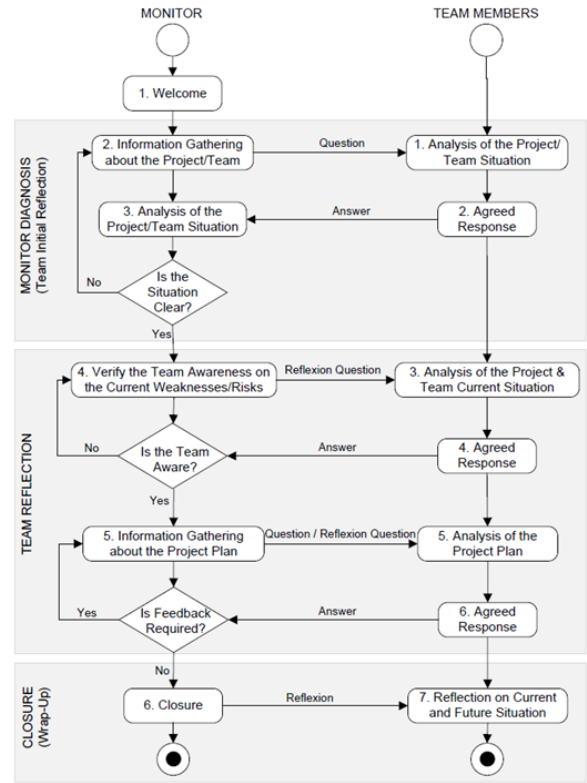 MONITOR
TEAM MEMBERS
1. Welcome
MONITOR DIAGNOSIS
(Team Initial Reflection)
2. Information Gathering
about the Project/Team
Question
1. Analysis of the Project/
Team Situation
3. Analysis of the
Project/Team Situation
Answer
2. Agreed
Response
Is the
Situation
Clear?
No
Yes
TEAM REFLECTION
4. Verify the Team Awareness on
the Current Weaknesses/Risks
Reflexion Question
3. Analysis of the Project &
Team Current Situation
Is the Team
Aware?
No
Answer
4. Agreed
Response
Yes
5. Information Gathering
about the Project Plan
Question / Reflexion Question
5. Analysis of the
Project Plan
Is Feedback
Required?
Yes
Answer
6. Agreed
Response
No
CLOSURE
(Wrap-Up)
6. Closure
Reflexion
7. Reflection on Current
and Future Situation